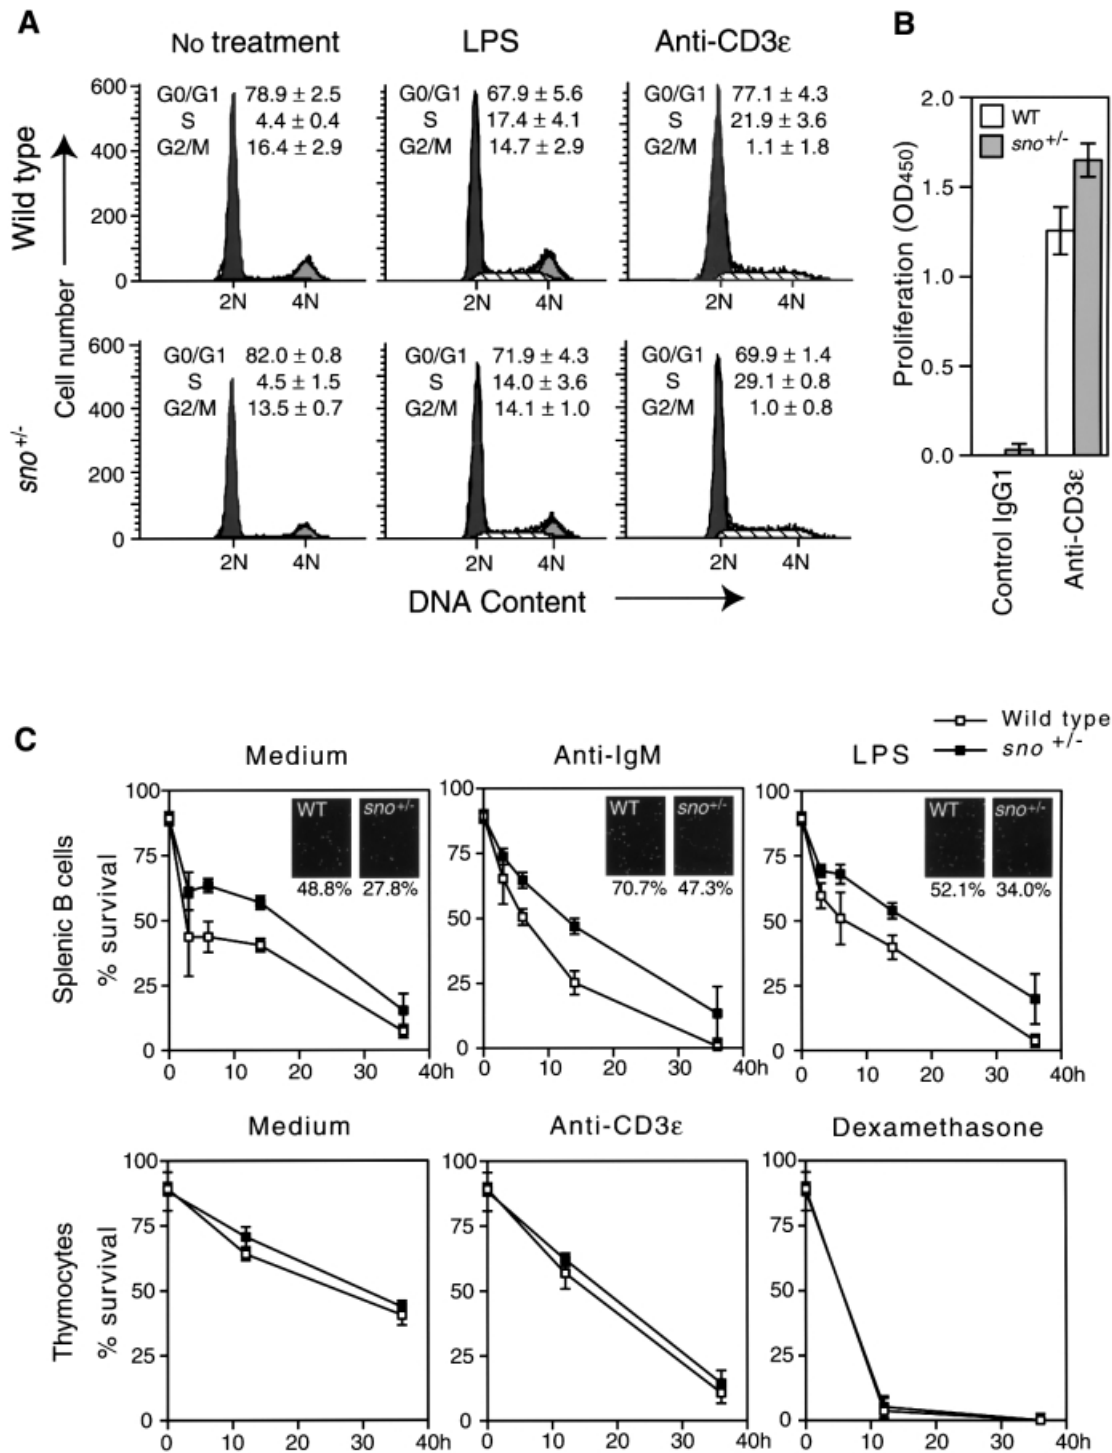 A
No treatment LPS Anti-CD3ε
Wild type
sno+/-
Cell number
600
400
200
0
G0/G1 78.9 ± 2.5
S 4.4 ± 0.4
G2/M 16.4 ± 2.9
2N 4N
G0/G1 67.9 ± 5.6
S 17.4 ± 4.1
G2/M 14.7 ± 2.9
2N 4N
G0/G1 77.1 ± 4.3
S 21.9 ± 3.6
G2/M 1.1 ± 1.8
2N 4N
600
400
200
0
G0/G1 82.0 ± 0.8
S 4.5 ± 1.5
G2/M 13.5 ± 0.7
2N 4N
G0/G1 71.9 ± 4.3
S 14.0 ± 3.6
G2/M 14.1 ± 1.0
2N 4N
G0/G1 69.9 ± 1.4
S 29.1 ± 0.8
G2/M 1.0 ± 0.8
2N 4N
DNA Content
B
Proliferation (OD450)
2.0
1.5
1.0
0.5
0.0
WT
sno+/-
Control IgG1
Anti-CD3ε
C
Wild type
sno +/-
Splenic B cells
% survival
Medium
100
75
50
25
0
WT sno+/-
48.8% 27.8%
0 10 20 30 40h
Anti-IgM
100
75
50
25
0
WT sno+/-
70.7% 47.3%
0 10 20 30 40h
LPS
100
75
50
25
0
WT sno+/-
52.1% 34.0%
0 10 20 30 40h
Thymocytes
% survival
Medium
100
75
50
25
0
0 10 20 30 40h
Anti-CD3ε
100
75
50
25
0
0 10 20 30 40h
Dexamethasone
100
75
50
25
0
0 10 20 30 40h